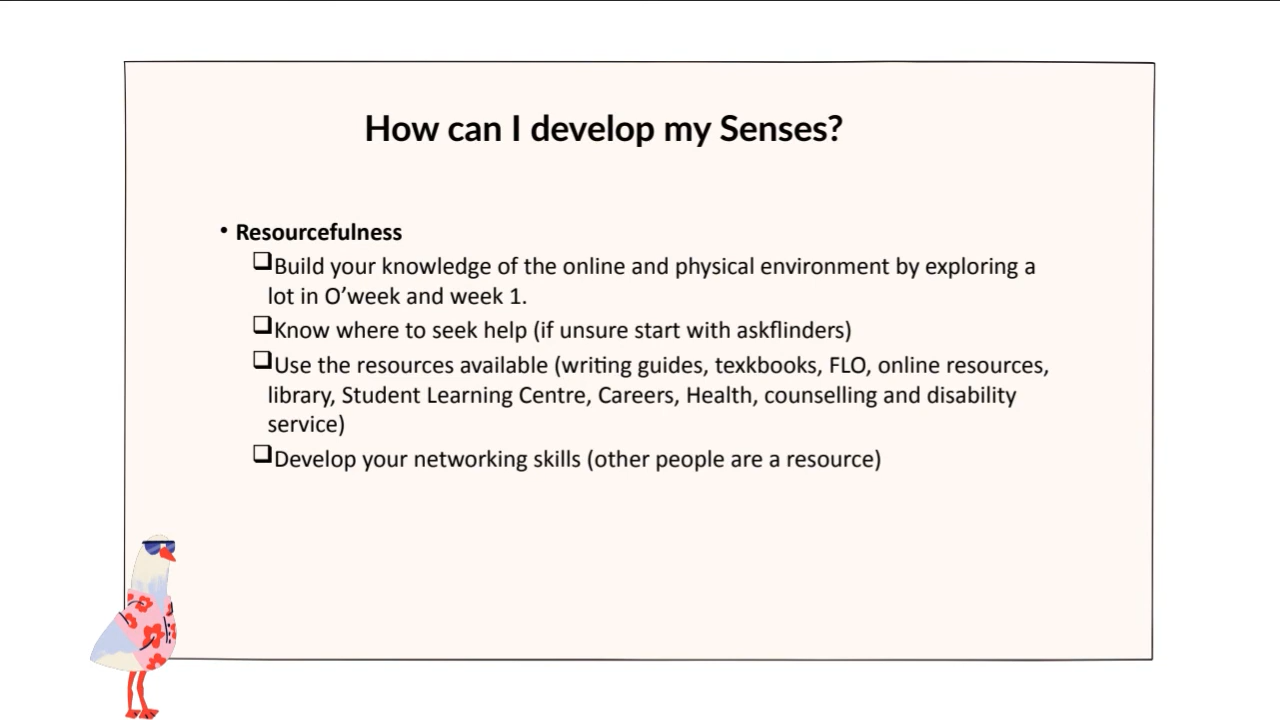 How can I develop my Senses?
• Resourcefulness
❑Build your knowledge of the online and physical environment by exploring a
lot in O’week and week 1.
❑Know where to seek help (if unsure start with askflinders)
❑Use the resources available (writing guides, texkbooks, FLO, online resources,
library, Student Learning Centre, Careers, Health, counselling and disability
service)
❑Develop your networking skills (other people are a resource)